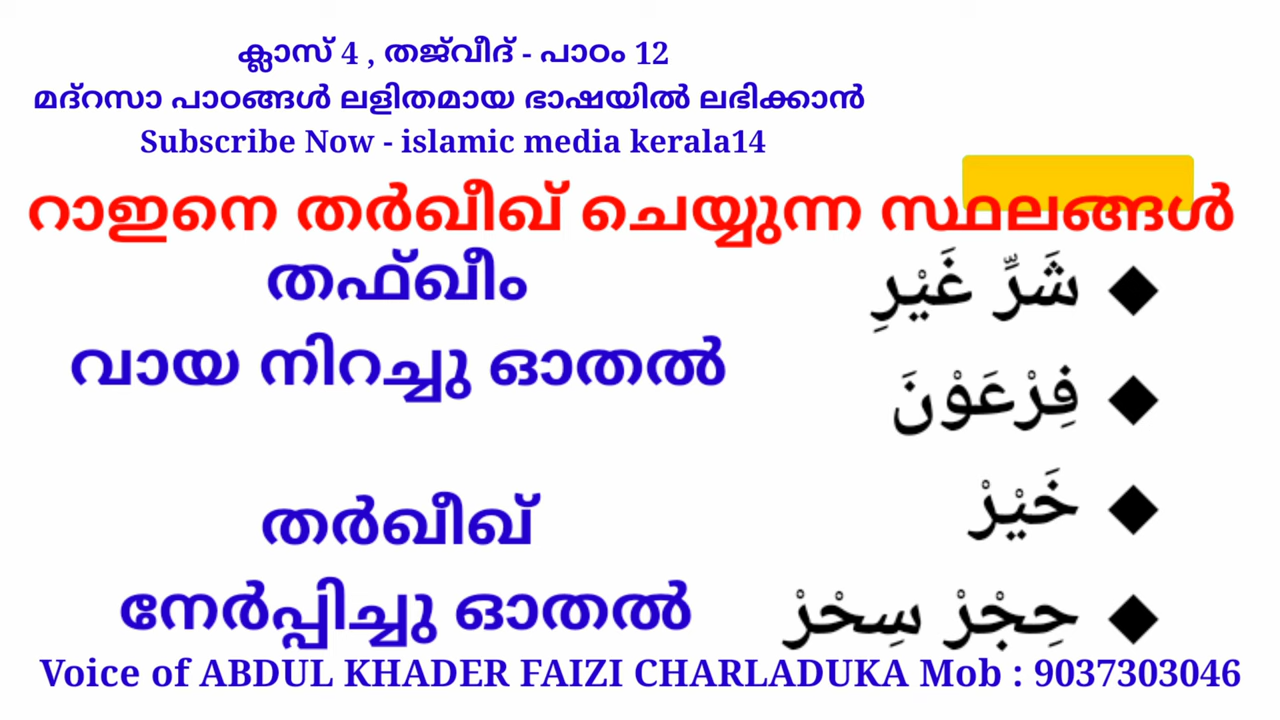 ക്ലാസ് 4 , തജ്‌വീദ് - പാഠം 12
മദ്റസാ പാഠങ്ങൾ ലളിതമായ ഭാഷയിൽ ലഭിക്കാൻ
Subscribe Now - islamic media kerala14
റാഇനെ തർഖീഖ് ചെയ്യുന്ന സ്ഥലങ്ങൾ
തഫ്ഖീം
വായ നിറച്ചു ഓതൽ
തർഖീഖ്
നേർപ്പിച്ചു ഓതൽ
◆ شَرِّ غَيْرِ
◆ فِرْعَوْنَ
◆ خَيْرْ
◆ حِجْرْ سِحْرْ
Voice of ABDUL KHADER FAIZI CHARLADUKA Mob : 9037303046